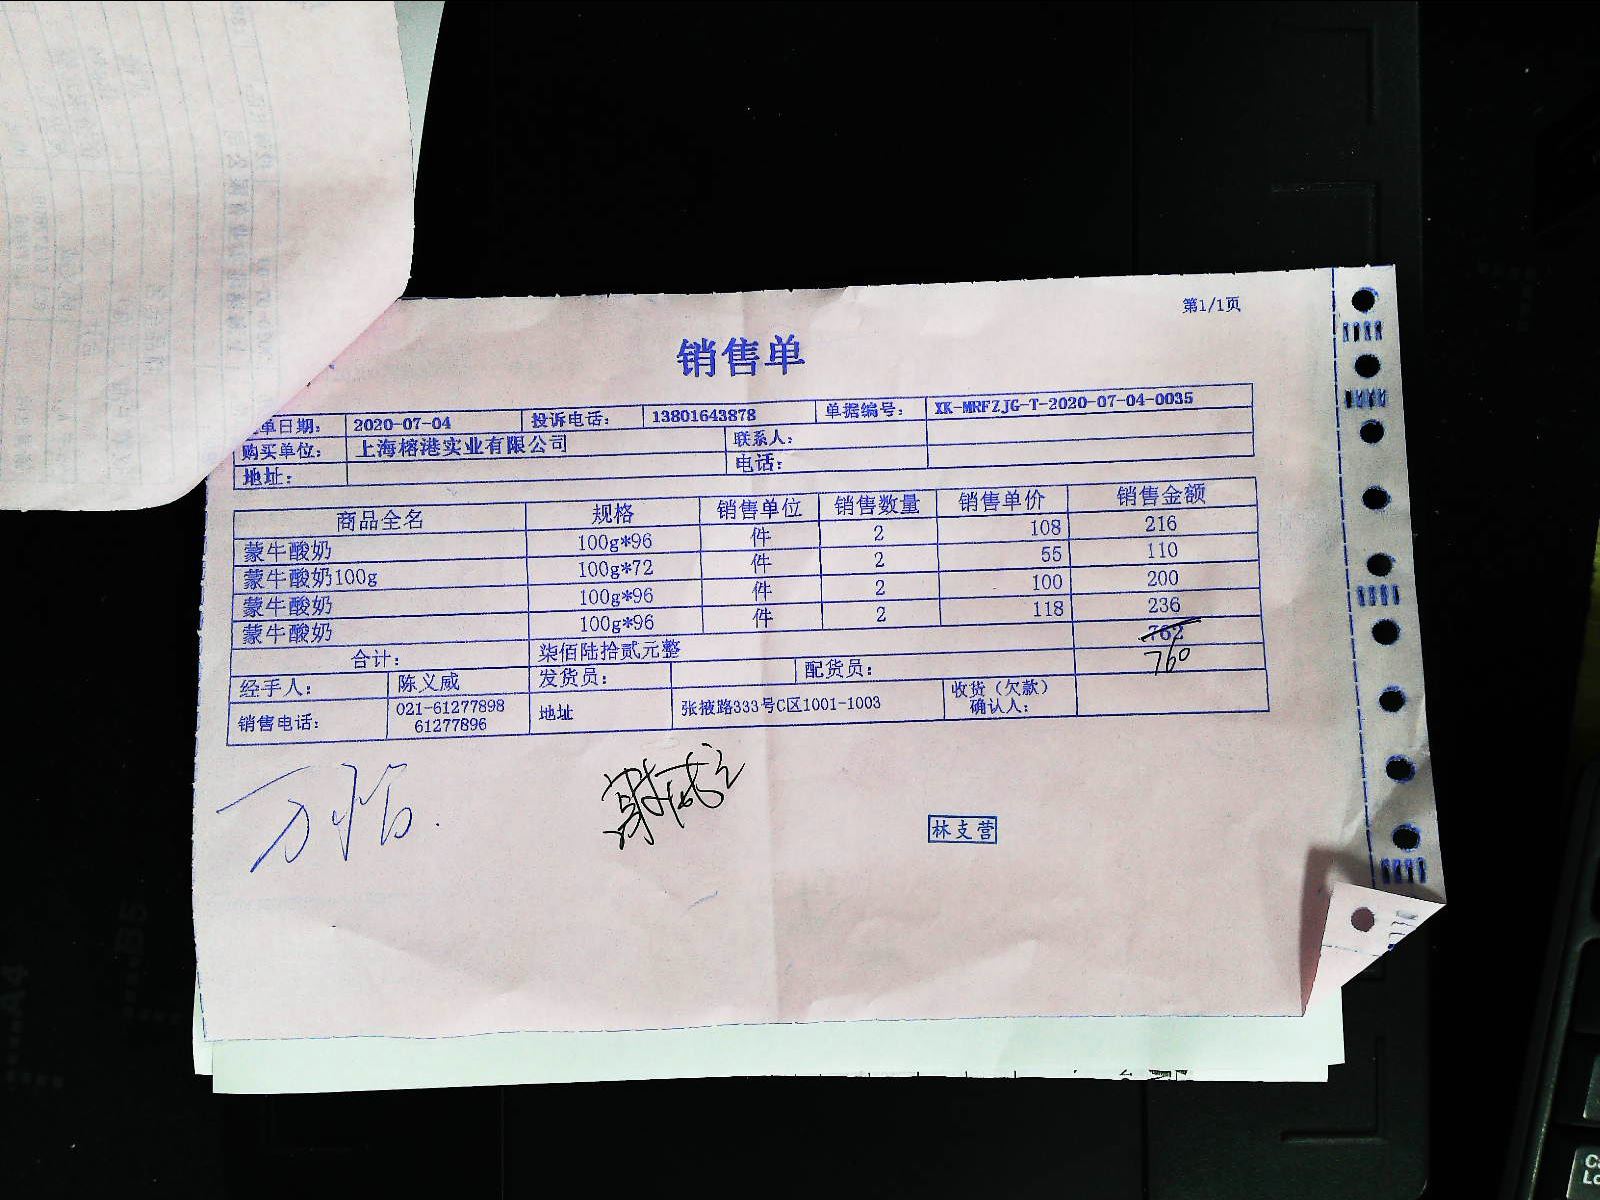 第1/1页
销售单
单日期: 2020-07-04 投诉电话: 13801643878 单据编号: XK-MRFZJG-T-2020-07-04-0035
购买单位: 上海榕港实业有限公司 联系人:
地址: 电话:
商品全名 规格 销售单位 销售数量 销售单价 销售金额
蒙牛酸奶 100g*96 件 2 108 216
蒙牛酸奶100g 100g*72 件 2 55 110
蒙牛酸奶 100g*96 件 2 100 200
蒙牛酸奶 100g*96 件 2 118 236
合计: 柒佰陆拾贰元整 762
760
经手人: 陈义威 发货员: 配货员:
销售电话: 021-61277898 61277896 地址 张掖路333号C区1001-1003 收货（欠款）确认人:
林支营
A4
B5